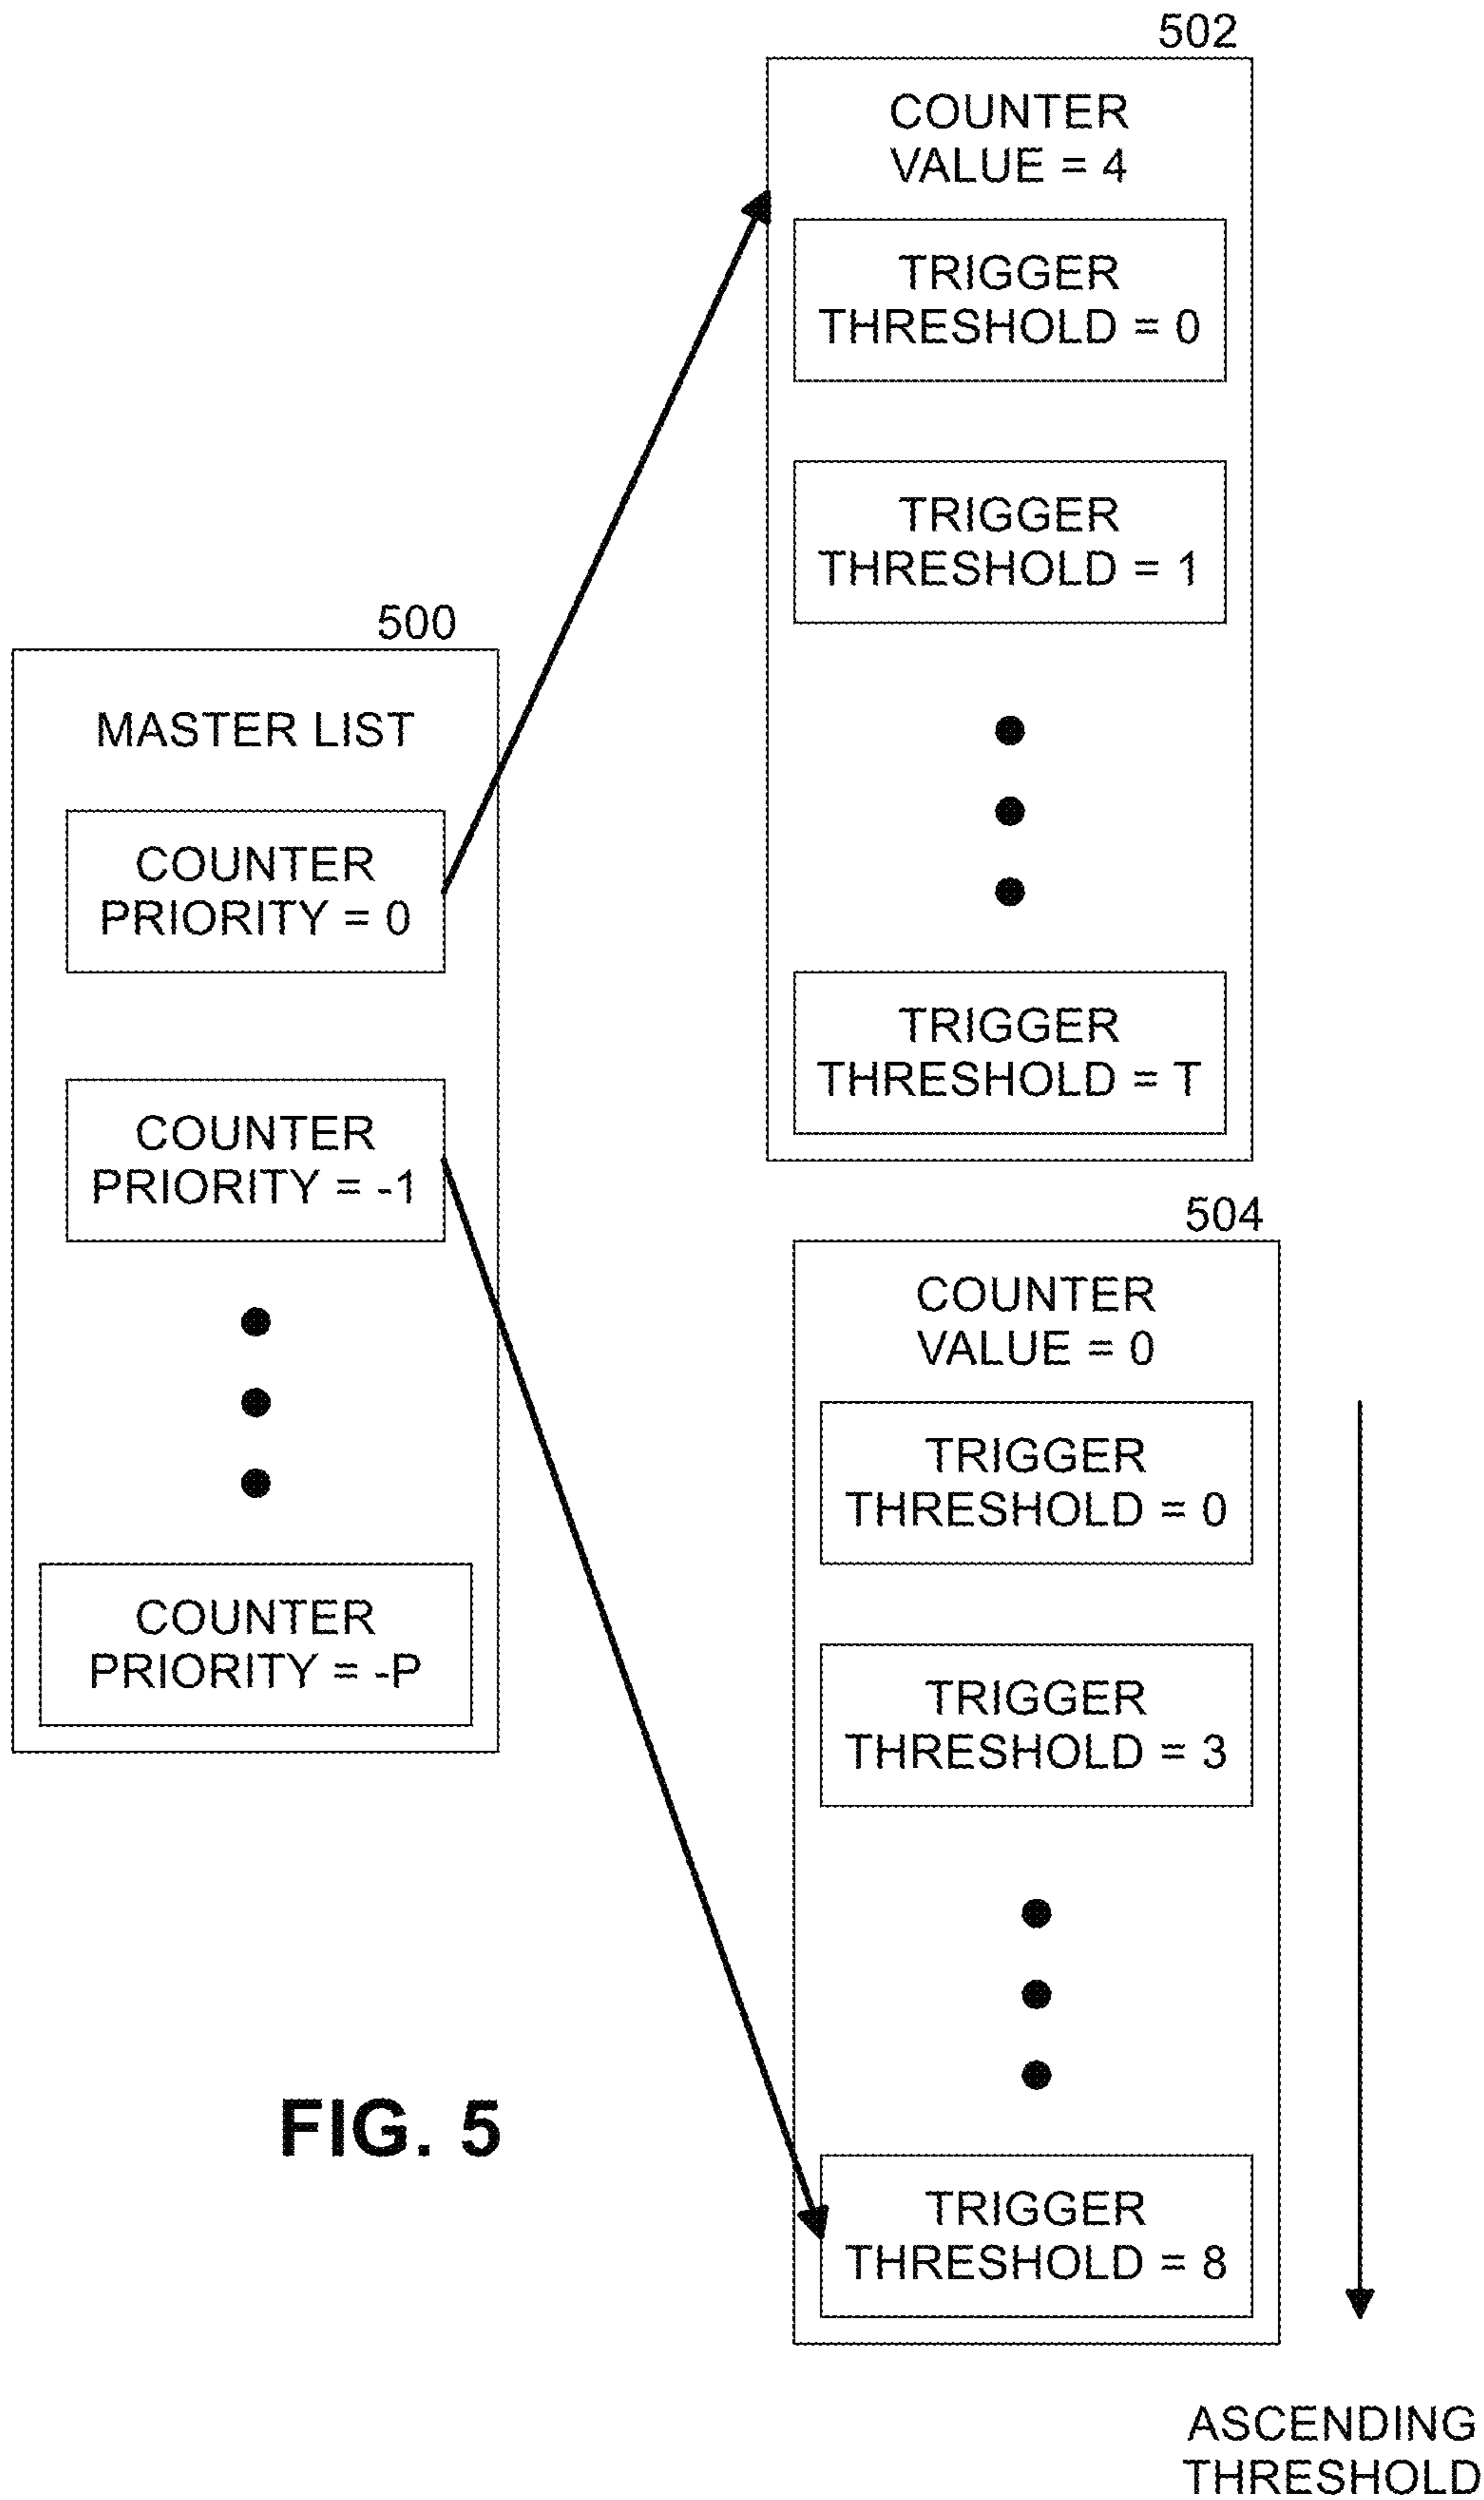 502
COUNTER
VALUE = 4
TRIGGER
THRESHOLD = 0
TRIGGER
THRESHOLD = 1
TRIGGER
THRESHOLD = T
500
MASTER LIST
COUNTER
PRIORITY = 0
COUNTER
PRIORITY = -1
COUNTER
PRIORITY = -P
504
COUNTER
VALUE = 0
TRIGGER
THRESHOLD = 0
TRIGGER
THRESHOLD = 3
TRIGGER
THRESHOLD = 8
ASCENDING
THRESHOLD
FIG. 5